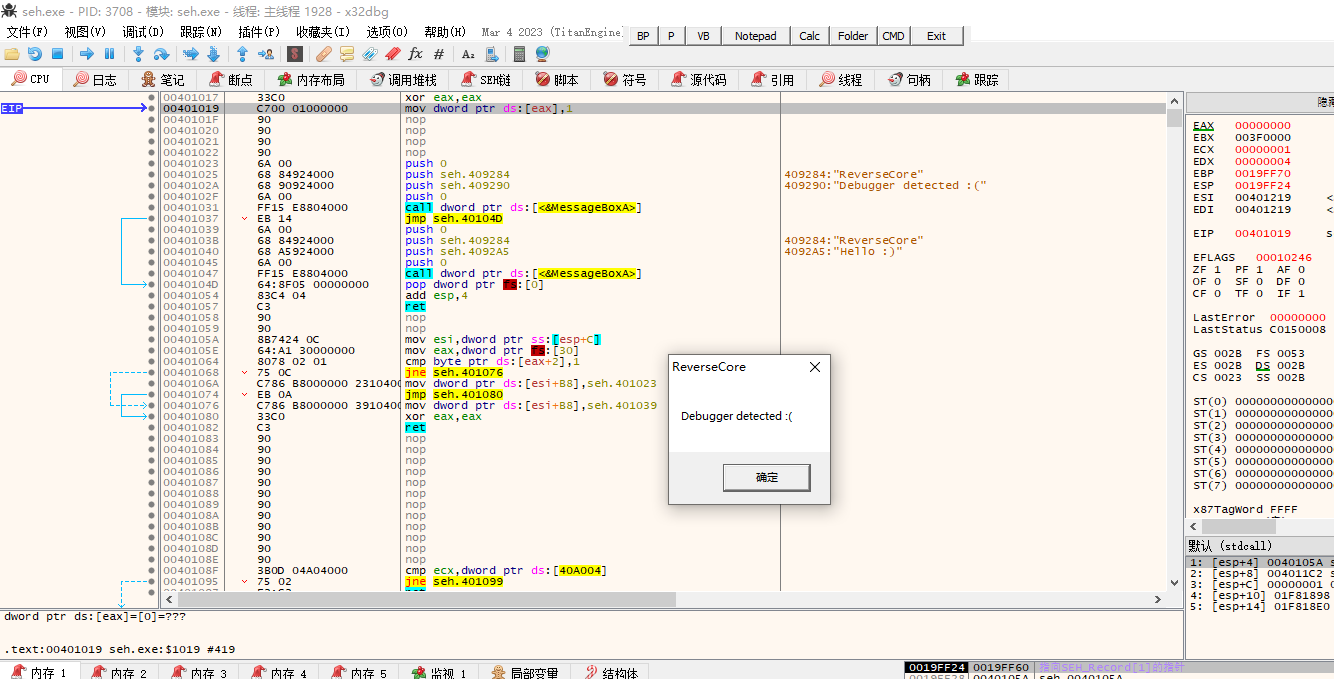 seh.exe - PID: 3708 - 模块: seh.exe - 线程: 主线程 1928 - x32dbg
文件(F) 视图(V) 调试(D) 跟踪(N) 插件(P) 收藏夹(I) 选项(O) 帮助(H) Mar 4 2023 (TitanEngine) BP P VB Notepad Calc Folder CMD Exit
CPU 日志 笔记 断点 内存布局 调用堆栈 SEH链 脚本 符号 源代码 引用 线程 句柄 跟踪
00401017 33C0 xor eax,eax
EIP 00401019 C700 01000000 mov dword ptr ds:[eax],1
0040101F 90 nop
00401020 90 nop
00401021 90 nop
00401022 90 nop
00401023 6A 00 push 0
00401025 68 84924000 push seh.409284 409284:"ReverseCore"
0040102A 68 90924000 push seh.409290 409290:"Debugger detected :("
0040102F 6A 00 push 0
00401031 FF15 E8804000 call dword ptr ds:[<&MessageBoxA>]
00401037 EB 14 jmp seh.40104D
00401039 6A 00 push 0
0040103B 68 84924000 push seh.409284 409284:"ReverseCore"
00401040 68 A5924000 push seh.4092A5 4092A5:"Hello :)"
00401045 6A 00 push 0
00401047 FF15 E8804000 call dword ptr ds:[<&MessageBoxA>]
0040104D 64:8F05 00000000 pop dword ptr fs:[0]
00401054 83C4 04 add esp,4
00401057 C3 ret
00401058 90 nop
00401059 90 nop
0040105A 8B7424 0C mov esi,dword ptr ss:[esp+C]
0040105E 64:A1 30000000 mov eax,dword ptr fs:[30]
00401064 8078 02 01 cmp byte ptr ds:[eax+2],1
00401068 75 0C jne seh.401076
0040106A C786 B8000000 231040 mov dword ptr ds:[esi+B8],seh.401023
00401074 EB 0A jmp seh.401080
00401076 C786 B8000000 391040 mov dword ptr ds:[esi+B8],seh.401039
00401080 33C0 xor eax,eax
00401082 C3 ret
00401083 90 nop
00401084 90 nop
00401085 90 nop
00401086 90 nop
00401087 90 nop
00401088 90 nop
00401089 90 nop
0040108A 90 nop
0040108B 90 nop
0040108C 90 nop
0040108D 90 nop
0040108E 90 nop
0040108F 3B0D 04A04000 cmp ecx,dword ptr ds:[40A004]
00401095 75 02 jne seh.401099
ReverseCore
Debugger detected :(
确定
隐藏
EAX 00000000
EBX 003F0000
ECX 00000001
EDX 00000004
EBP 0019FF70
ESP 0019FF24
ESI 00401219 <
EDI 00401219 <
EIP 00401019 s
EFLAGS 00010246
ZF 1 PF 1 AF 0
OF 0 SF 0 DF 0
CF 0 TF 0 IF 1
LastError 00000000
LastStatus C0150008
GS 002B FS 0053
ES 002B DS 002B
CS 0023 SS 002B
ST(0) 0000000000000
ST(1) 0000000000000
ST(2) 0000000000000
ST(3) 0000000000000
ST(4) 0000000000000
ST(5) 0000000000000
ST(6) 0000000000000
ST(7) 0000000000000
x87TagWord FFFF
默认 (stdcall)
1: [esp+4] 0040105A s
2: [esp+8] 004011C2 s
3: [esp+C] 00000001 0
4: [esp+10] 01F81898
5: [esp+14] 01F818E0
dword ptr ds:[eax]=[0]=???
.text:00401019 seh.exe:$1019 #419
内存 1 内存 2 内存 3 内存 4 内存 5 监视 1 局部变量 结构体
0019FF24 0019FF60 指向SEH_Record[1]的指针
0019FF28 0040105A seh.0040105A